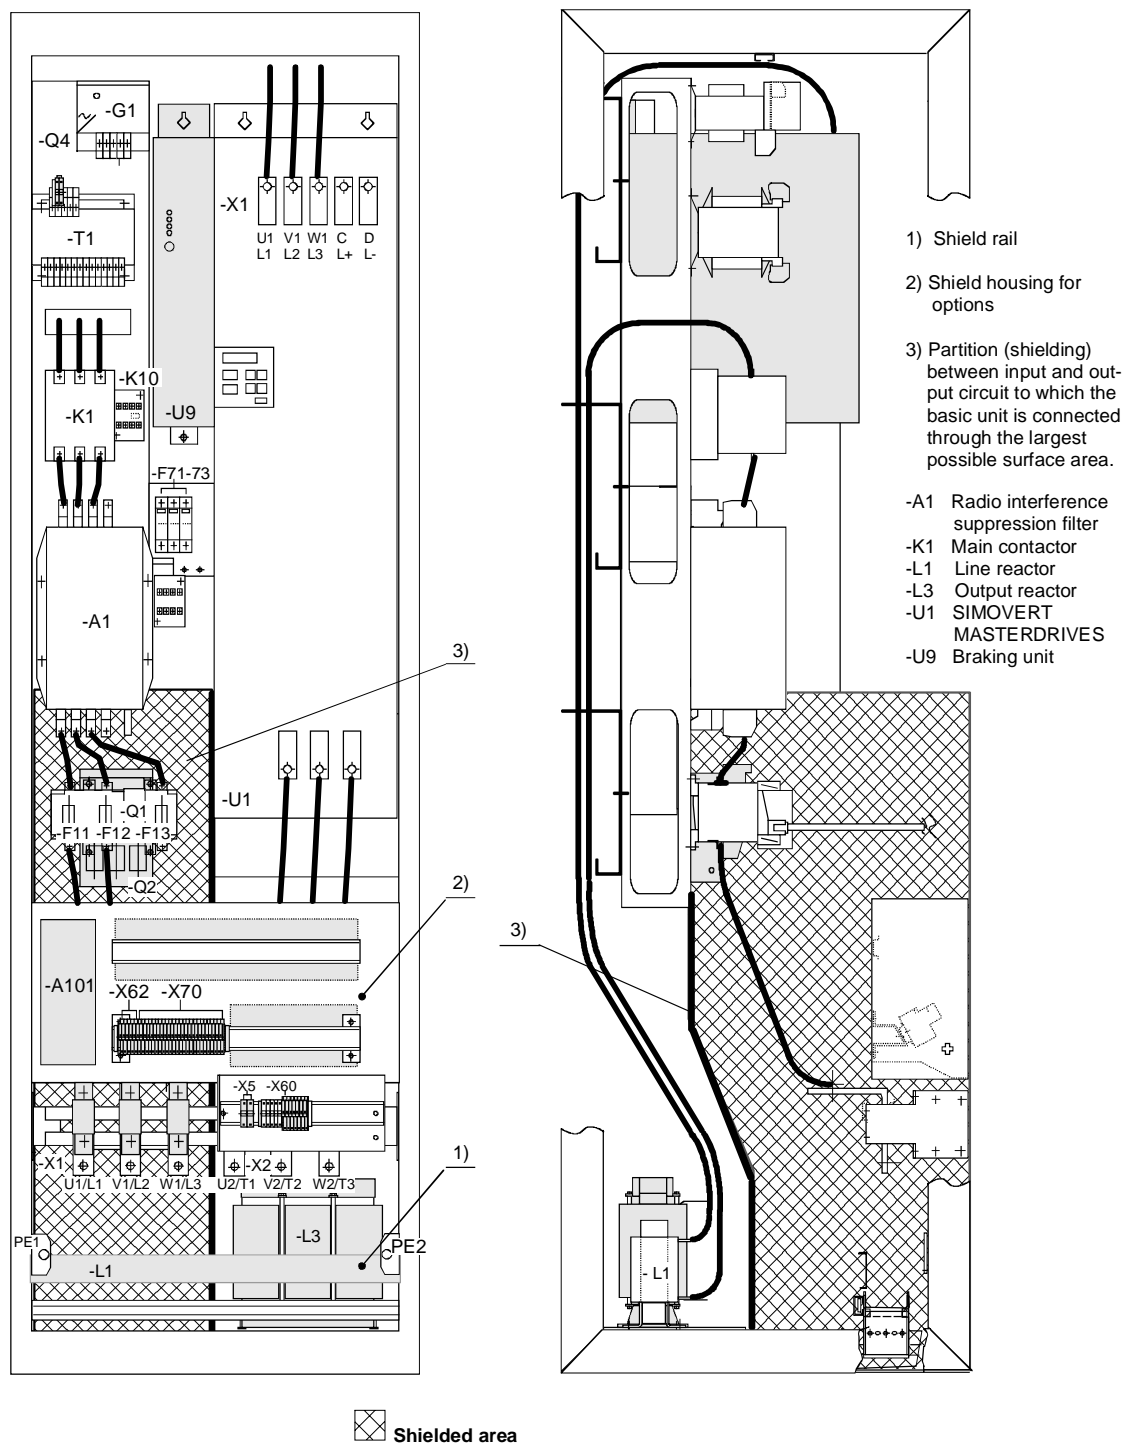 -G1
-Q4
-X1
-T1
U1 V1 W1 C D
L1 L2 L3 L+ L-
-K10
-K1
-U9
-F71-73
-A1
3)
-U1
-Q1
-F11 -F12 -F13
-Q2
2)
-A101
-X62 -X70
-X5 -X60
-X1
-X2
U1/L1 V1/L2 W1/L3 U2/T1 V2/T2 W2/T3
1)
-L3
PE1
PE2
-L1
3)
- L1
1) Shield rail
2) Shield housing for
options
3) Partition (shielding)
between input and out-
put circuit to which the
basic unit is connected
through the largest
possible surface area.
-A1 Radio interference
suppression filter
-K1 Main contactor
-L1 Line reactor
-L3 Output reactor
-U1 SIMOVERT
MASTERDRIVES
-U9 Braking unit
Shielded area